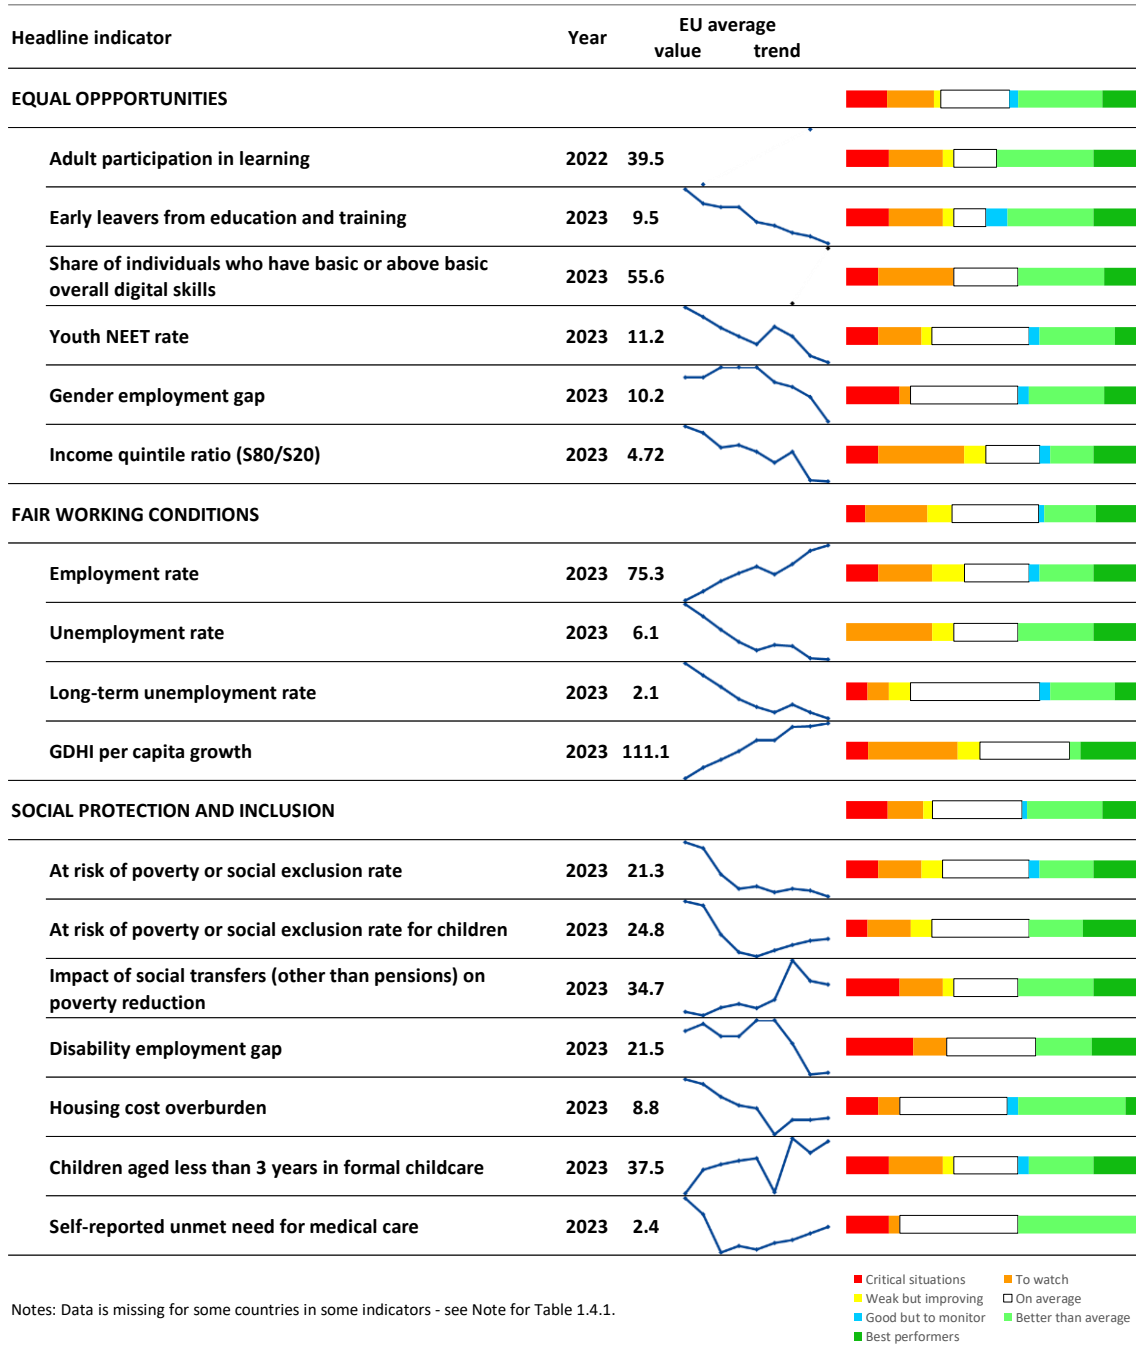 Headline indicator Year EU average
value trend
EQUAL OPPPORTUNITIES
Adult participation in learning 2022 39.5
Early leavers from education and training 2023 9.5
Share of individuals who have basic or above basic
overall digital skills 2023 55.6
Youth NEET rate 2023 11.2
Gender employment gap 2023 10.2
Income quintile ratio (S80/S20) 2023 4.72
FAIR WORKING CONDITIONS
Employment rate 2023 75.3
Unemployment rate 2023 6.1
Long-term unemployment rate 2023 2.1
GDHI per capita growth 2023 111.1
SOCIAL PROTECTION AND INCLUSION
At risk of poverty or social exclusion rate 2023 21.3
At risk of poverty or social exclusion rate for children 2023 24.8
Impact of social transfers (other than pensions) on
poverty reduction 2023 34.7
Disability employment gap 2023 21.5
Housing cost overburden 2023 8.8
Children aged less than 3 years in formal childcare 2023 37.5
Self-reported unmet need for medical care 2023 2.4
Critical situations To watch
Weak but improving On average
Good but to monitor Better than average
Best performers
Notes: Data is missing for some countries in some indicators - see Note for Table 1.4.1.